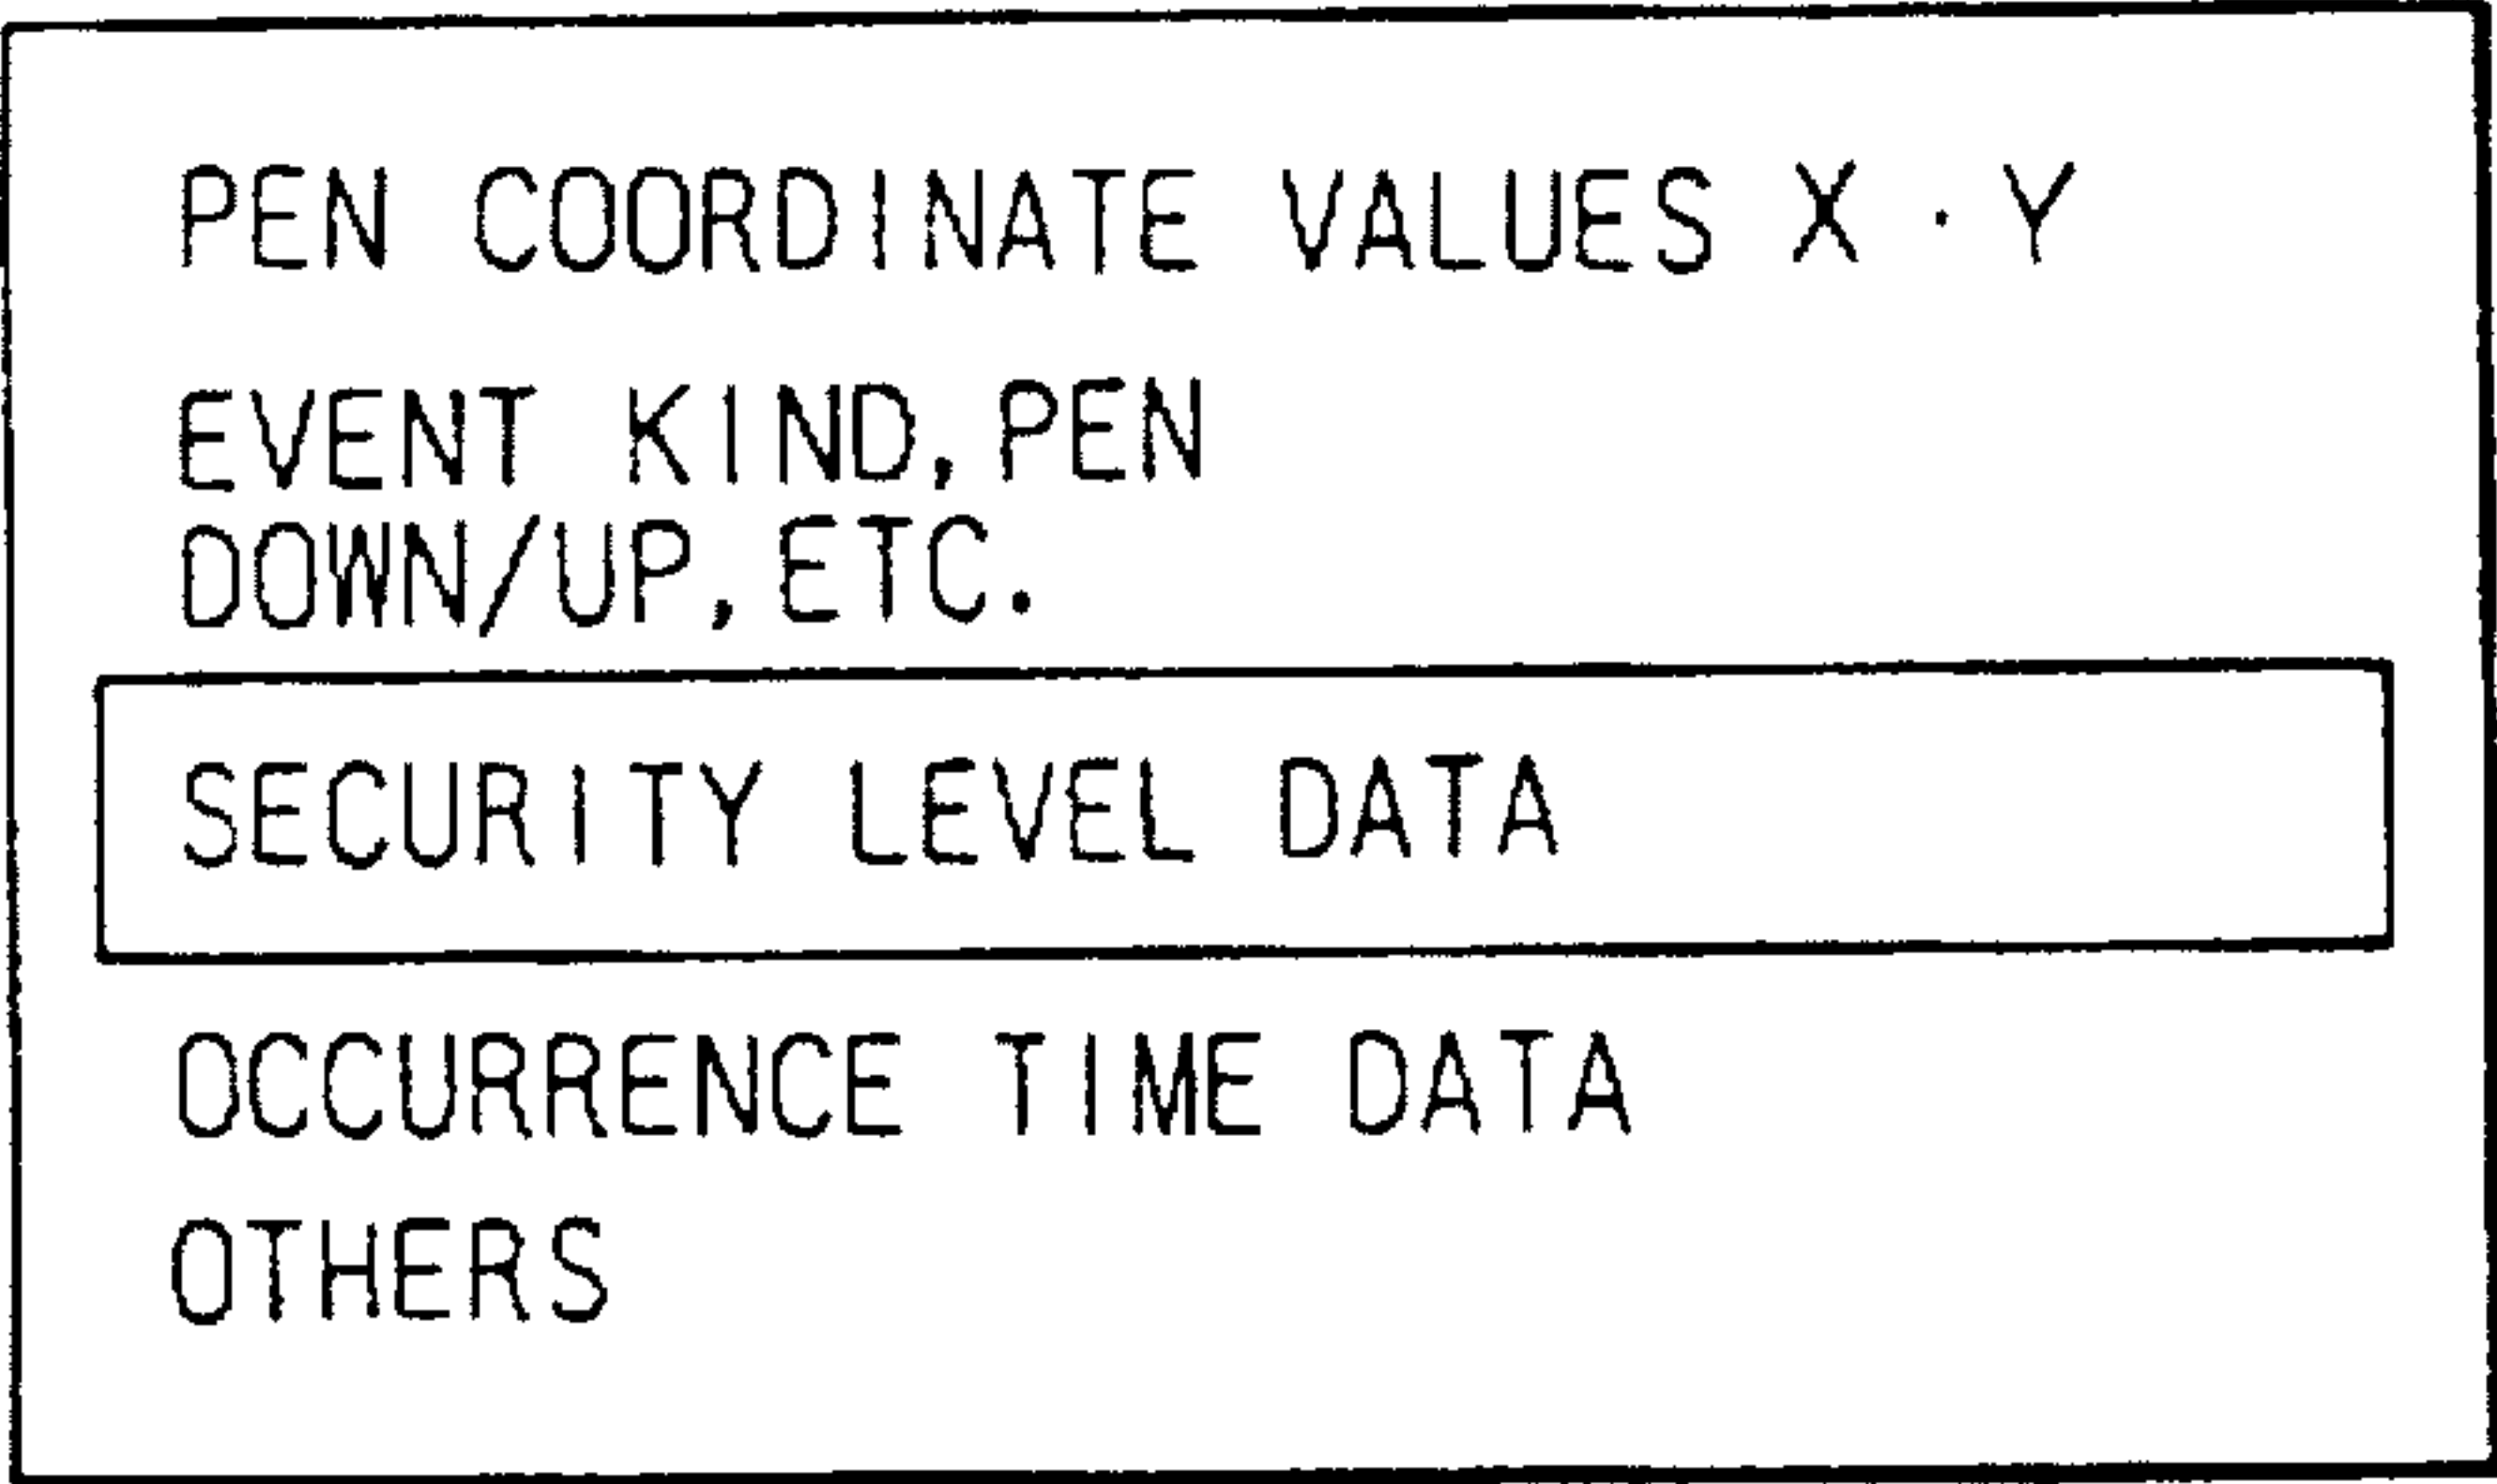 PEN COORDINATE VALUES X · Y
EVENT KIND,PEN
DOWN/UP,ETC.
SECURITY LEVEL DATA
OCCURRENCE TIME DATA
OTHERS